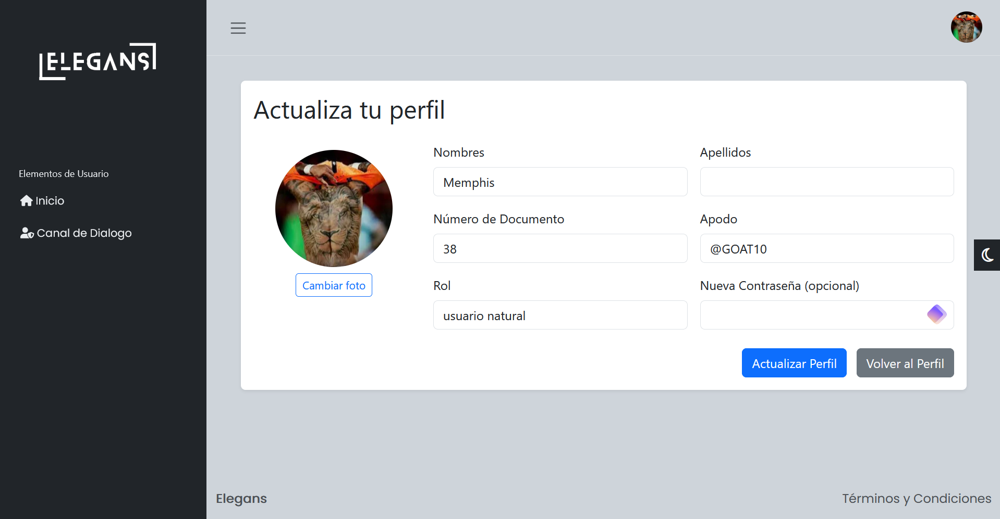 ELEGANS
Elementos de Usuario
Inicio
Canal de Dialogo
Actualiza tu perfil
Cambiar foto
Nombres
Memphis
Apellidos
Número de Documento
38
Apodo
@GOAT10
Rol
usuario natural
Nueva Contraseña (opcional)
Actualizar Perfil
Volver al Perfil
Elegans
Términos y Condiciones